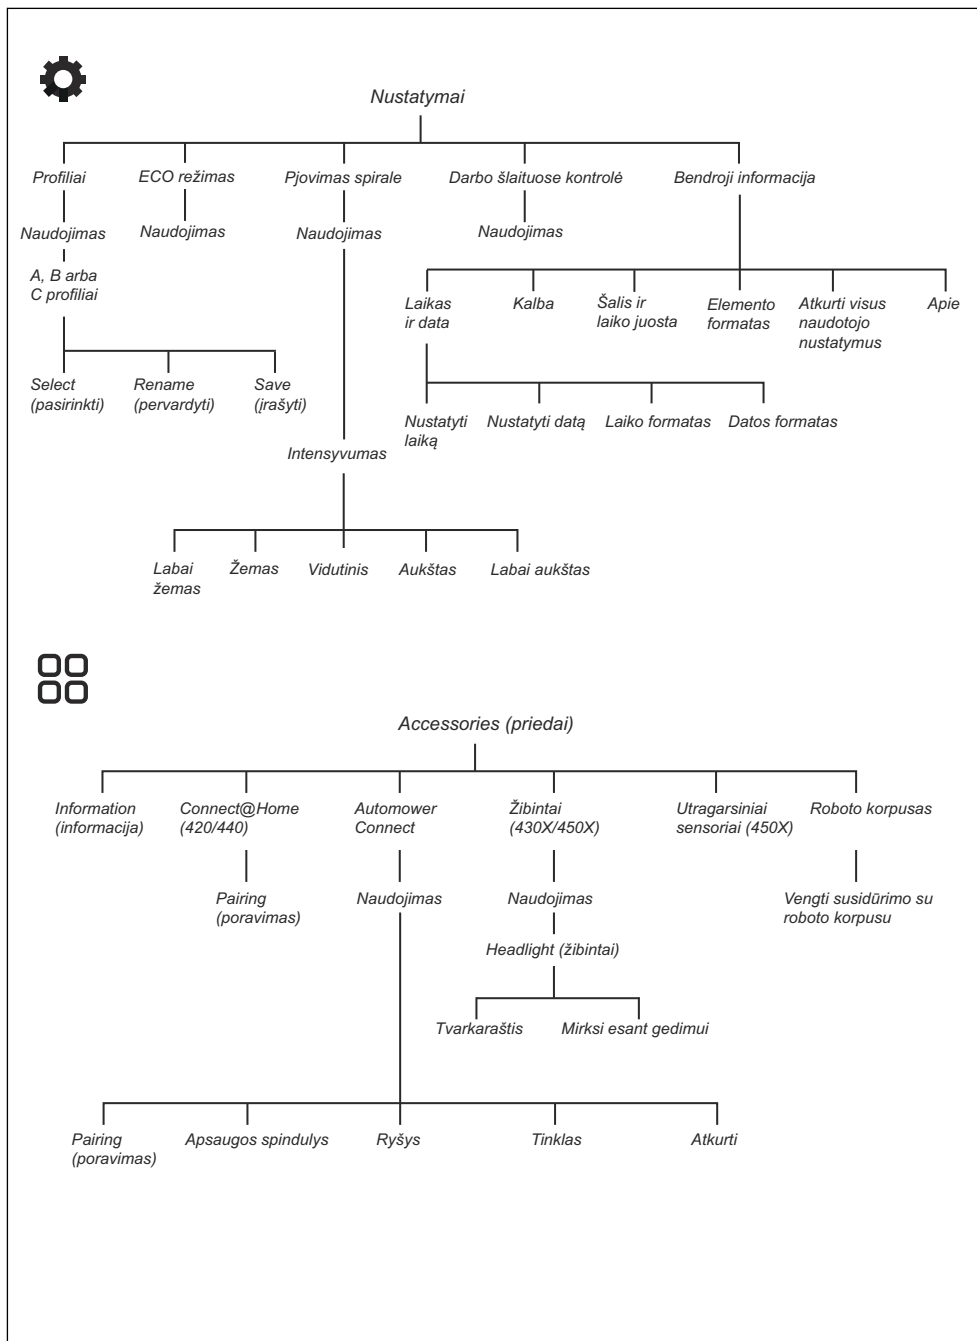 Nustatymai
Profiliai
ECO režimas
Pjovimas spirale
Darbo šlaituose kontrolė
Bendroji informacija
Naudojimas
Naudojimas
Naudojimas
Naudojimas
A, B arba
C profiliai
Laikas
ir data
Kalba
Šalis ir
laiko juosta
Elemento
formatas
Atkurti visus
naudotojo
nustatymus
Apie
Select
(pasirinkti)
Rename
(pervardyti)
Save
(įrašyti)
Nustatyti
laiką
Nustatyti datą
Laiko formatas
Datos formatas
Intensyvumas
Labai
žemas
Žemas
Vidutinis
Aukštas
Labai aukštas
Accessories (priedai)
Information
(informacija)
Connect@Home
(420/440)
Automower
Connect
Žibintai
(430X/450X)
Utragarsiniai
sensoriai (450X)
Roboto korpusas
Pairing
(poravimas)
Naudojimas
Naudojimas
Vengti susidūrimo su
roboto korpusu
Headlight (žibintai)
Tvarkaraštis
Mirksi esant gedimui
Pairing
(poravimas)
Apsaugos spindulys
Ryšys
Tinklas
Atkurti